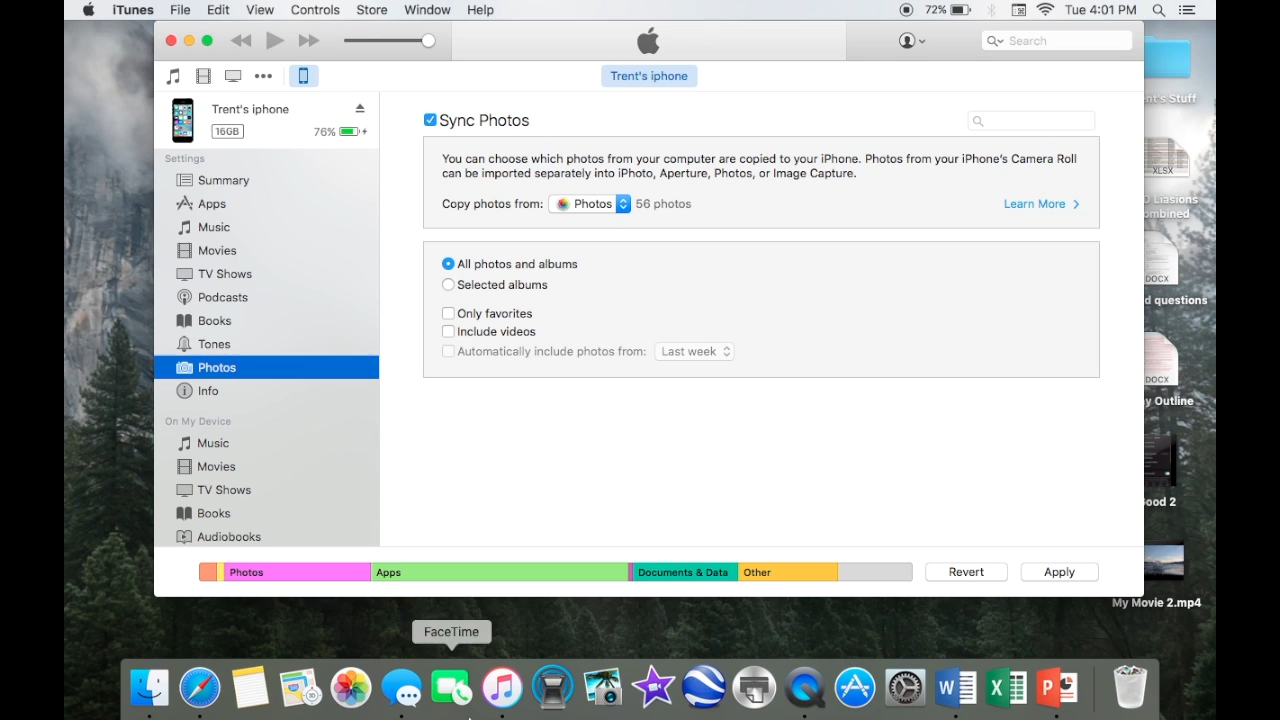 iTunes File Edit View Controls Store Window Help 72% Tue 4:01 PM
Search
Trent's iphone
Trent's iphone
16GB 76%
Settings
Summary
Apps
Music
Movies
TV Shows
Podcasts
Books
Tones
Photos
Info
On My Device
Music
Movies
TV Shows
Books
Audiobooks
Sync Photos
You can choose which photos from your computer are copied to your iPhone. Photos from your iPhone's Camera Roll
can be imported separately into iPhoto, Aperture, Photos, or Image Capture.
Copy photos from: Photos 56 photos Learn More
All photos and albums
Selected albums
Only favorites
Include videos
Automatically include photos from: Last week
Photos Apps Documents & Data Other Revert Apply
Stuff
XLSX
Liasions
DOCX
questions
DOCX
Outline
2
My Movie 2.mp4
FaceTime